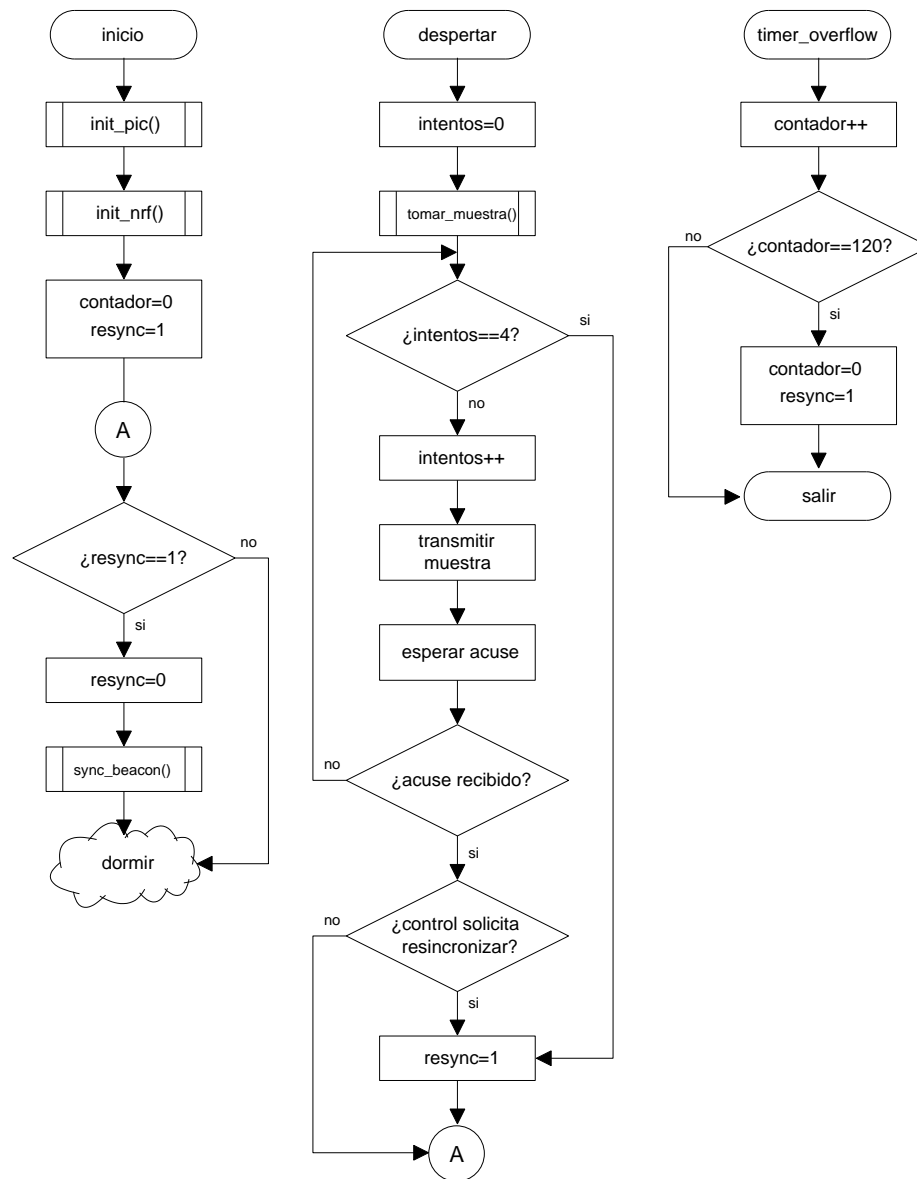 inicio
init_pic()
init_nrf()
contador=0
resync=1
A
¿resync==1?
no
si
resync=0
sync_beacon()
dormir
despertar
intentos=0
tomar_muestra()
¿intentos==4?
si
no
intentos++
transmitir
muestra
esperar acuse
¿acuse recibido?
no
si
¿control solicita
resincronizar?
no
si
resync=1
A
timer_overflow
contador++
¿contador==120?
no
si
contador=0
resync=1
salir